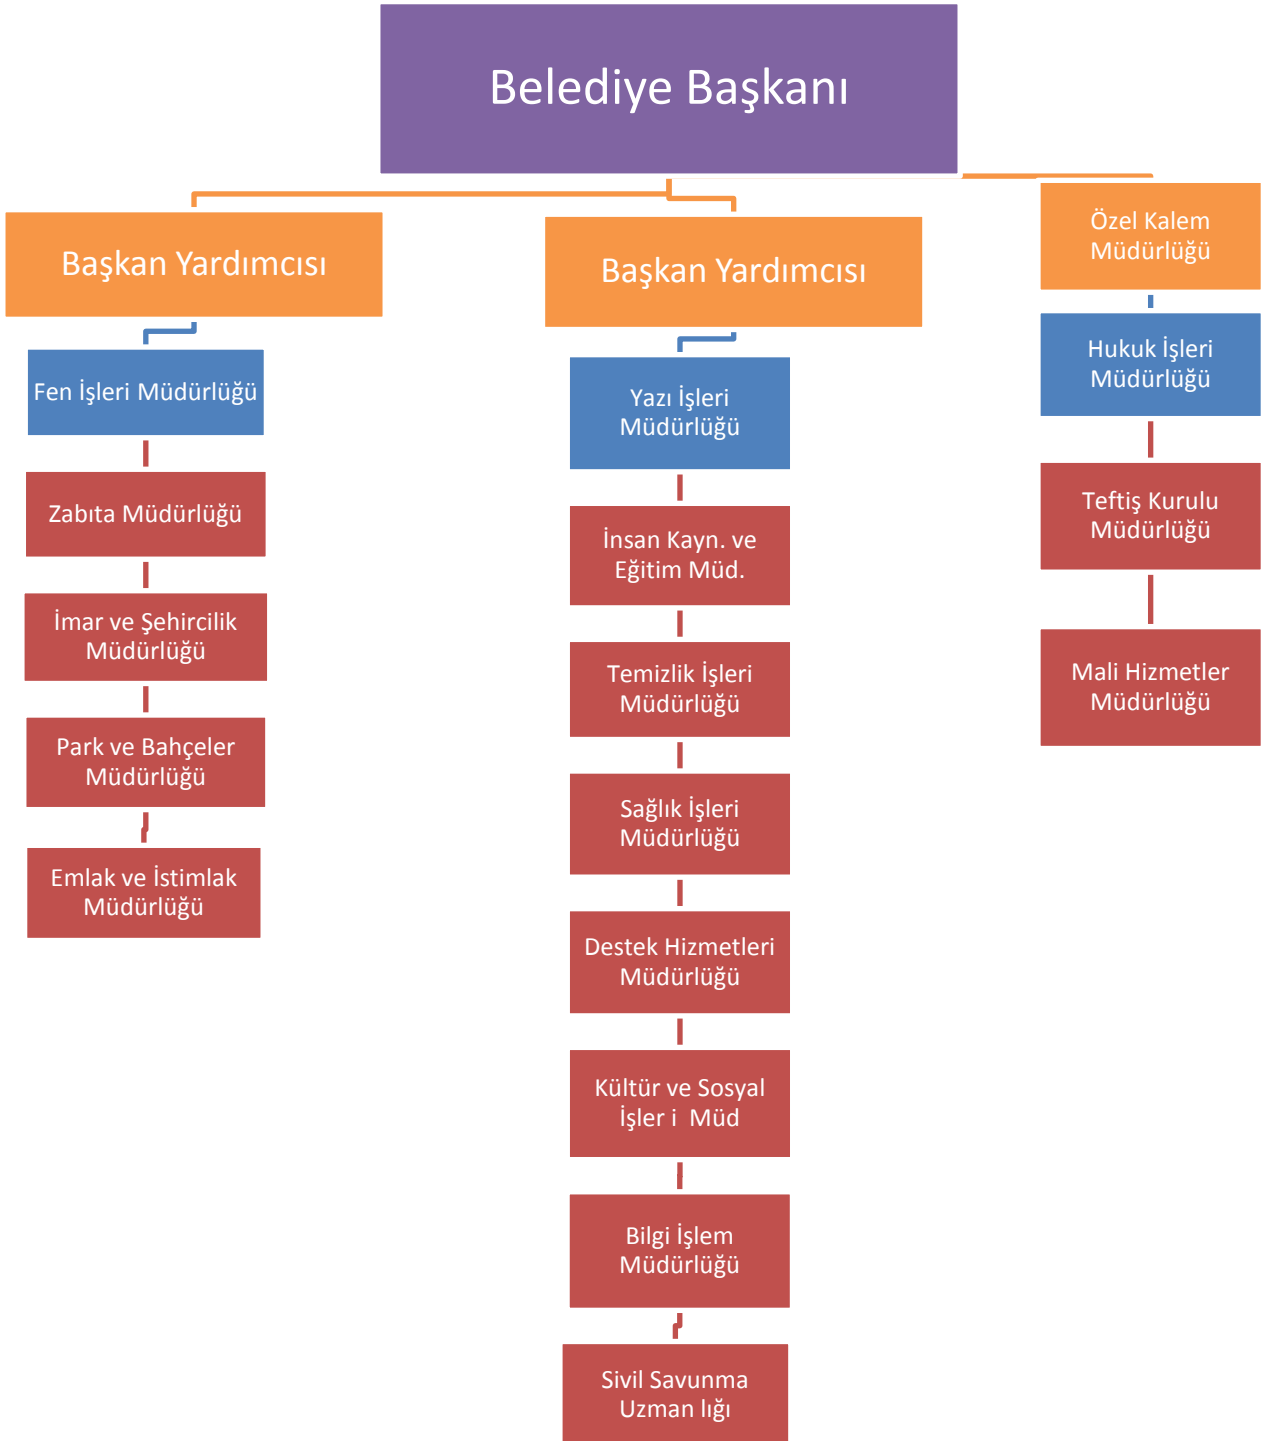 Belediye Başkanı
Başkan Yardımcısı
Fen İşleri Müdürlüğü
Zabıta Müdürlüğü
İmar ve Şehircilik
Müdürlüğü
Park ve Bahçeler
Müdürlüğü
Emlak ve İstimlak
Müdürlüğü
Başkan Yardımcısı
Yazı İşleri
Müdürlüğü
İnsan Kayn. ve
Eğitim Müd.
Temizlik İşleri
Müdürlüğü
Sağlık İşleri
Müdürlüğü
Destek Hizmetleri
Müdürlüğü
Kültür ve Sosyal
İşler i  Müd
Bilgi İşlem
Müdürlüğü
Sivil Savunma
Uzman lığı
Özel Kalem
Müdürlüğü
Hukuk İşleri
Müdürlüğü
Teftiş Kurulu
Müdürlüğü
Mali Hizmetler
Müdürlüğü